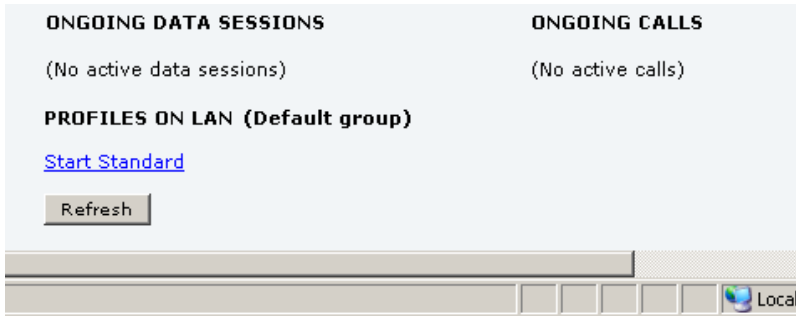 ONGOING DATA SESSIONS
ONGOING CALLS
(No active data sessions)
(No active calls)
PROFILES ON LAN (Default group)
Start Standard
Refresh
Local